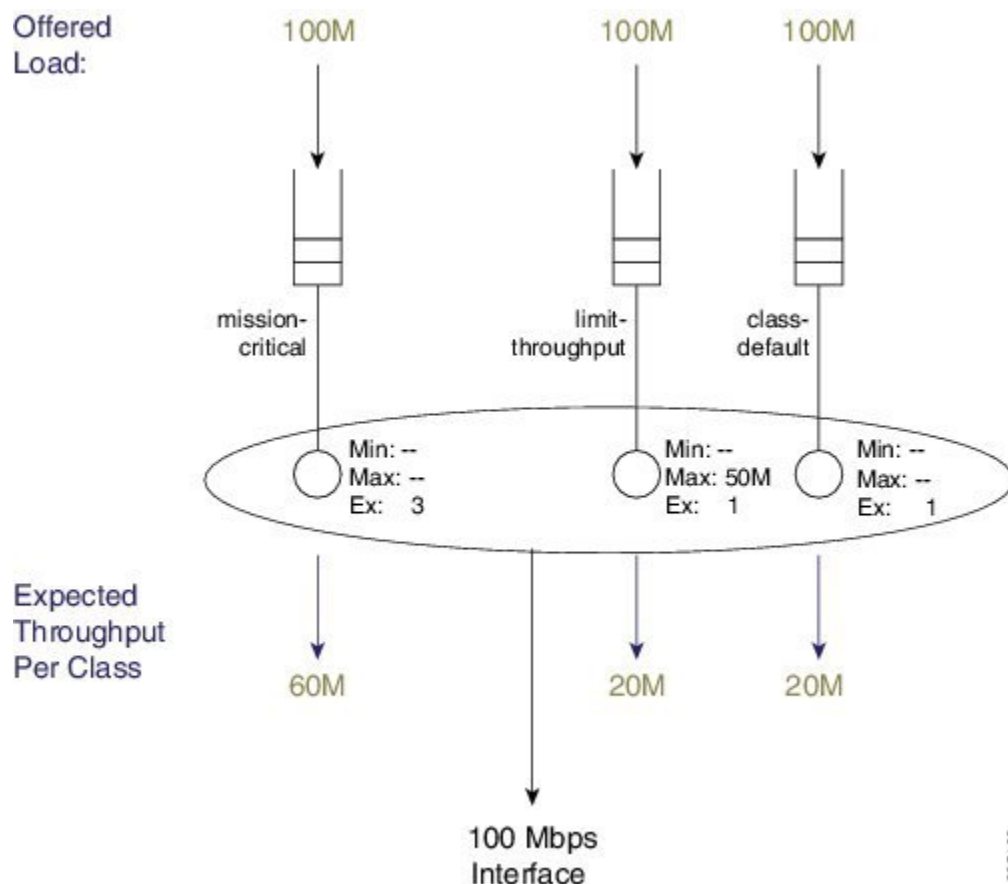 Offered
Load:
100M
100M
100M
mission-
critical
limit-
throughput
class-
default
Min: --
Max: --
Ex: 3
Min: --
Max: 50M
Ex: 1
Min: --
Max: --
Ex: 1
Expected
Throughput
Per Class
60M
20M
20M
100 Mbps
Interface